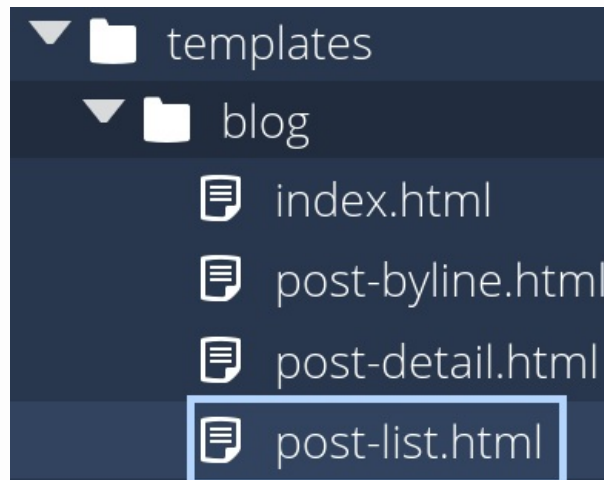 templates
blog
index.html
post-byline.html
post-detail.html
post-list.html